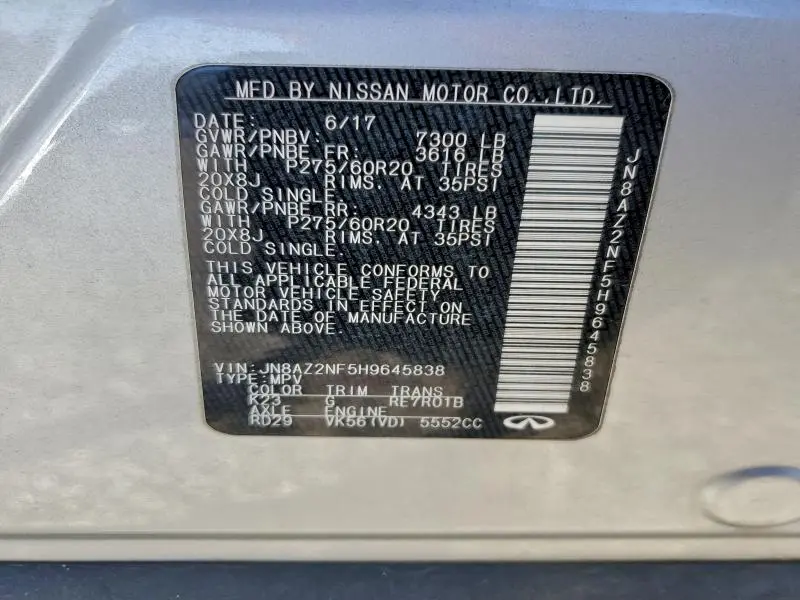 MFD BY NISSAN MOTOR CO.,LTD.
DATE: 6/17
GVWR/PNBV: 7300 LB
GAWR/PNBE FR: 3616 LB
WITH P275/60R20 TIRES
20X8J RIMS. AT 35PSI
COLD SINGLE.
GAWR/PNBE RR: 4343 LB
WITH P275/60R20 TIRES
20X8J RIMS. AT 35PSI
COLD SINGLE.
THIS VEHICLE CONFORMS TO
ALL APPLICABLE FEDERAL
MOTOR VEHICLE SAFETY
STANDARDS IN EFFECT ON
THE DATE OF MANUFACTURE
SHOWN ABOVE.
VIN:JN8AZ2NF5H9645838
TYPE:MPV
COLOR TRIM TRANS
K23 G RE7R01B
AXLE ENGINE
RD29 VK56(VD) 5552CC
JN8AZ2NF5H9645838